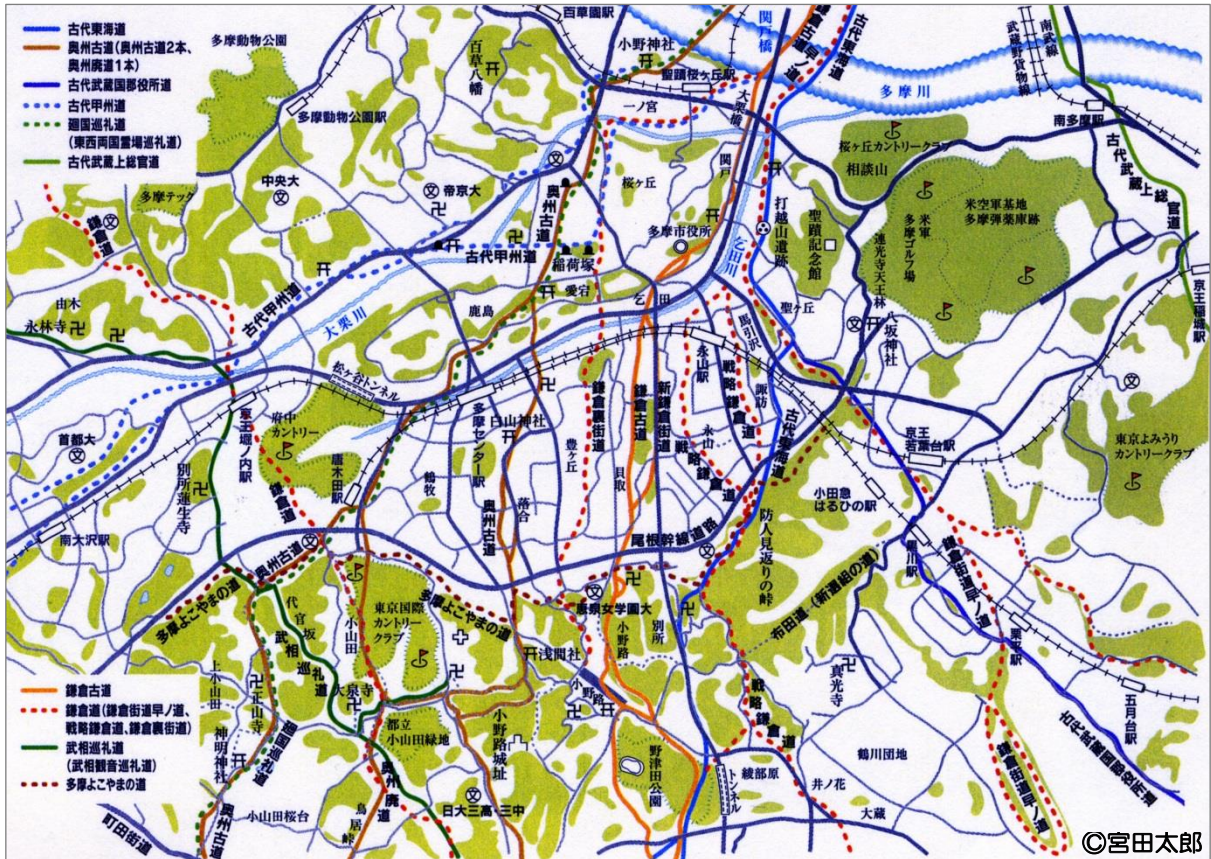 古代東海道
奥州古道(奥州古道2本、
奥州廃道1本)
古代武蔵国郡役所道
古代甲州道
廻国巡礼道
(東西両国霊場巡礼道)
古代武蔵上総官道
多摩動物公園
多摩動物公園駅
百草園駅
百草八幡
小野神社
聖蹟桜ヶ丘駅
関戸橋
鎌倉街道早ノ道
古代東海道
武蔵野貨物線
南武線
多摩川
南多摩駅
一ノ宮
大栗橋
関戸
桜ヶ丘カントリークラブ
相談山
古代武蔵上総官道
米空軍基地
多摩弾薬庫跡
米軍
多摩ゴルフ場
多摩テック
中央大
帝京大
奥州古道
桜ヶ丘
多摩市役所
打越山遺跡
聖蹟記念館
連光寺天王林
乞田川
鎌倉道
古代甲州道
稲荷塚
愛宕
乞田
聖ヶ丘
八坂神社
京王稲城駅
由木
永林寺
古代甲州道
大栗川
鹿島
馬引沢
永山駅
戦略鎌倉道
諏訪
松ヶ谷トンネル
首都大
京王堀ノ内駅
府中
カントリー
唐木田駅
多摩センター駅
白山神社
豊ヶ丘
鎌倉裏街道
鎌倉古道
新鎌倉街道
永山
戦略鎌倉道
古代東海道
京王
若葉台駅
東京よみうり
カントリークラブ
別所蓮生寺
鎌倉道
鶴牧
落合
貝取
小田急
はるひの駅
南大沢駅
奥州古道
奥州古道
尾根幹線道路
防人見返りの峠
黒川駅
鎌倉街道早ノ道
多摩よこやまの道
代官坂
武相巡礼道
小山田
東京国際
カントリー
クラブ
多摩よこやまの道
恵泉女学園大
小野路
別所
布田道・(新選組の道)
栗平駅
浅間社
小野路
真光寺
上小山田
正山寺
大泉寺
五月台駅
鎌倉古道
鎌倉道(鎌倉街道早ノ道、
戦略鎌倉道、鎌倉裏街道)
武相巡礼道
(武相観音巡礼道)
多摩よこやまの道
神明神社
廻国巡礼道
都立
小山田緑地
小野路城址
野津田公園
戦略鎌倉道
綾部原
鶴川団地
古代武蔵国郡役所道
鎌倉街道早ノ道
奥州廃道
トンネル
井ノ花
大蔵
町田街道
小山田桜台
奥州古道
鳥居峠
日大三高・三中
©宮田太郎